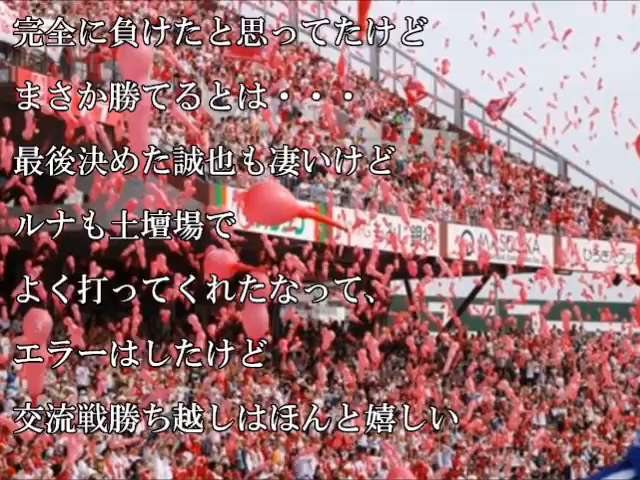 完全に負けたと思ってたけど
まさか勝てるとは・・・
最後決めた誠也も凄いけど
ルナも土壇場で
よく打ってくれたなって、
エラーはしたけど
交流戦勝ち越しはほんと嬉しい